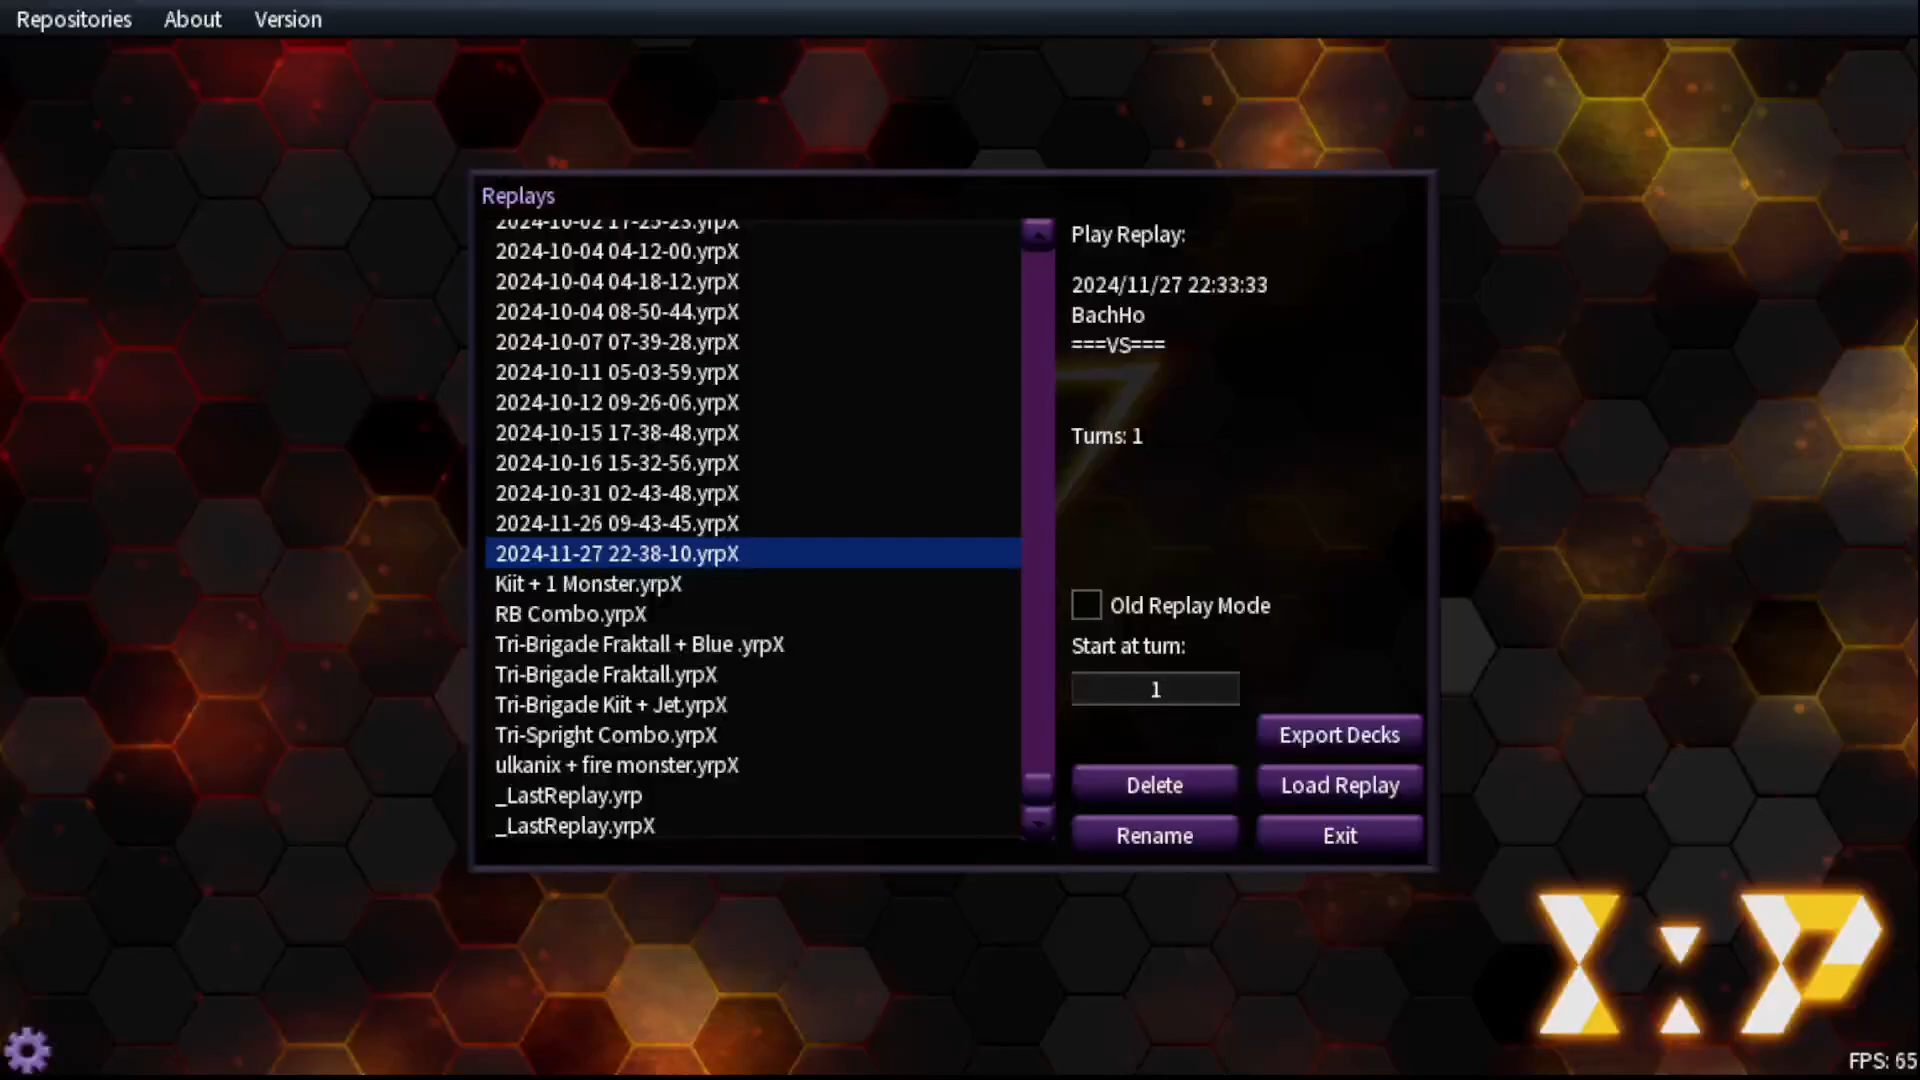 Repositories About Version
Replays
2024-10-02 17-25-23.yrpX
2024-10-04 04-12-00.yrpX
2024-10-04 04-18-12.yrpX
2024-10-04 08-50-44.yrpX
2024-10-07 07-39-28.yrpX
2024-10-11 05-03-59.yrpX
2024-10-12 09-26-06.yrpX
2024-10-15 17-38-48.yrpX
2024-10-16 15-32-56.yrpX
2024-10-31 02-43-48.yrpX
2024-11-26 09-43-45.yrpX
2024-11-27 22-38-10.yrpX
Kiit + 1 Monster.yrpX
RB Combo.yrpX
Tri-Brigade Fraktall + Blue .yrpX
Tri-Brigade Fraktall.yrpX
Tri-Brigade Kiit + Jet.yrpX
Tri-Spright Combo.yrpX
ulkanix + fire monster.yrpX
_LastReplay.yrp
_LastReplay.yrpX
Play Replay:
2024/11/27 22:33:33
BachHo
===VS===
Turns: 1
Old Replay Mode
Start at turn:
1
Export Decks
Delete Load Replay
Rename Exit
X:P
FPS: 65